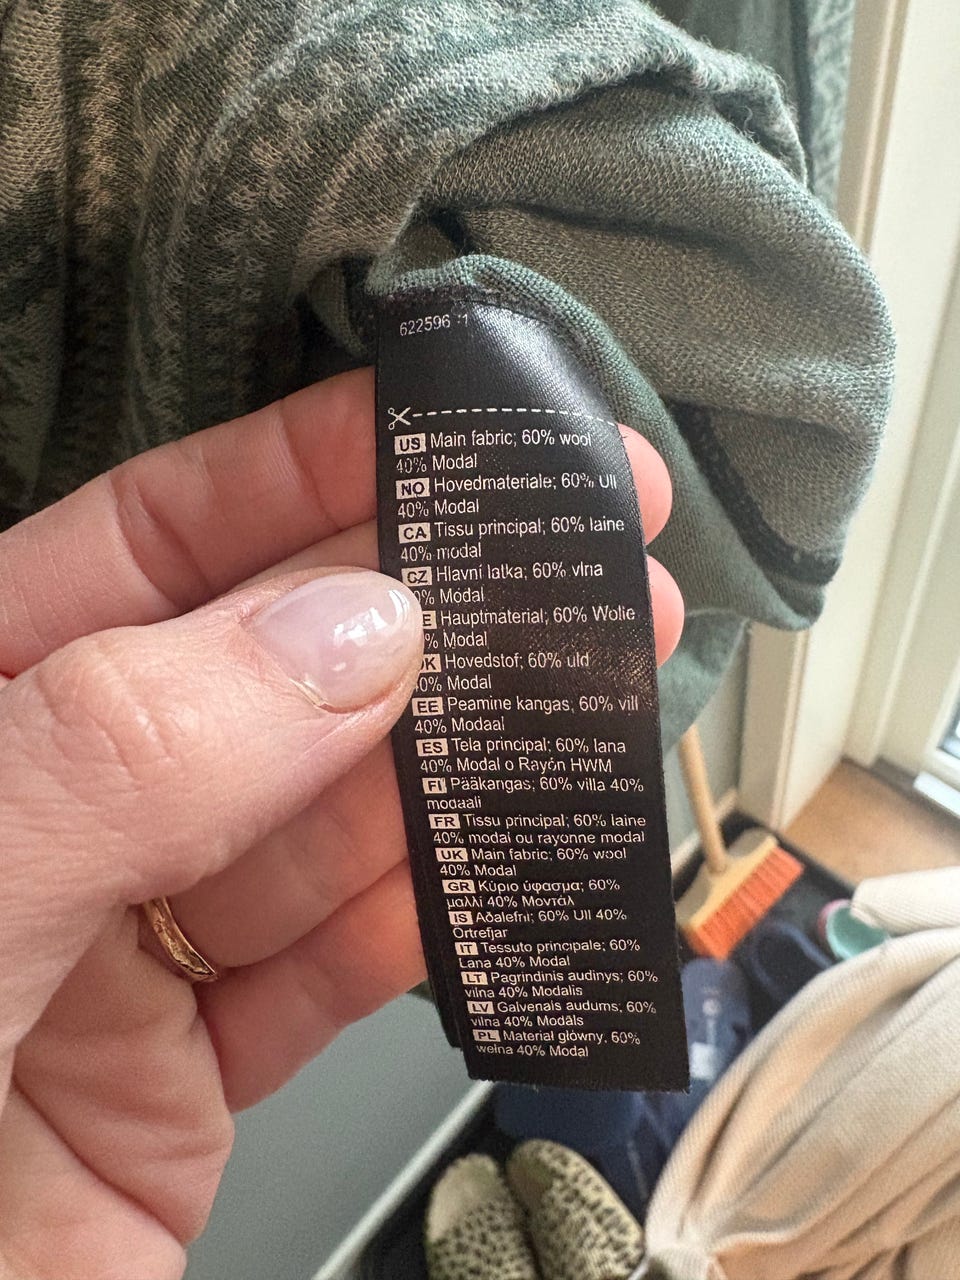 622596
US Main fabric; 60% wool
40% Modal
NO Hovedmateriale; 60% Ull
40% Modal
CA Tissu principal; 60% laine
40% modal
CZ Hlavní latka; 60% vlna
% Modal
E Hauptmaterial; 60% Wolle
% Modal
DK Hovedstof; 60% uld
40% Modal
EE Peamine kangas; 60% vill
40% Modaal
ES Tela principal; 60% lana
40% Modal o Rayón HWM
FI Pääkangas; 60% villa 40%
modaali
FR Tissu principal; 60% laine
40% modal ou rayonne modal
UK Main fabric; 60% wool
40% Modal
GR Κύριο ύφασμα; 60%
μαλλί 40% Μοντάλ
IS Aðalefni; 60% Ull 40%
Örtrefjar
IT Tessuto principale; 60%
Lana 40% Modal
LT Pagrindinis audinys; 60%
vilna 40% Modalis
LV Galvenais audums; 60%
vilna 40% Modāls
PL Materiał główny, 60%
wełna 40% Modal